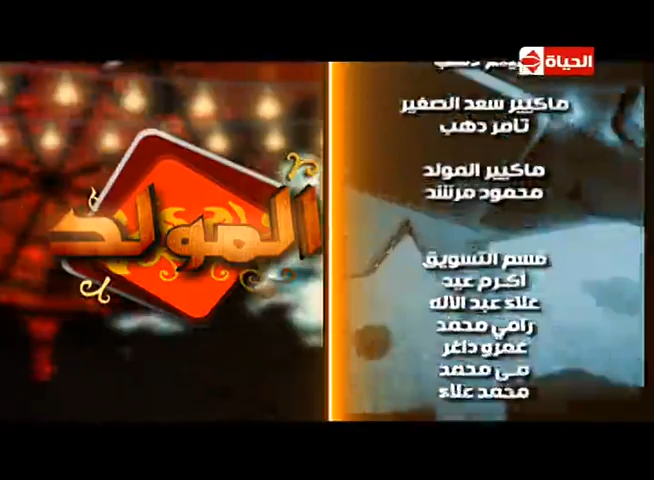 الحياة
ماكيير سعد الصغير
تامر دهب
ماكيير المولد
محمود مرشد
المولد
قسم التسويق
أكرم عيد
علاء عبد الاله
رامي محمد
عمرو داغر
مى محمد
محمد علاء